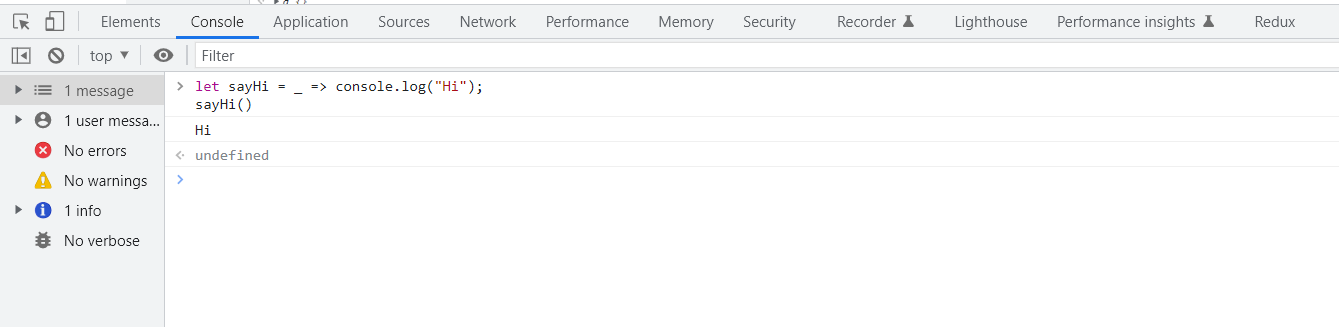 Elements Console Application Sources Network Performance Memory Security Recorder Lighthouse Performance insights Redux
top Filter
1 message
1 user messa...
No errors
No warnings
1 info
No verbose
let sayHi = _ => console.log("Hi");
sayHi()
Hi
undefined